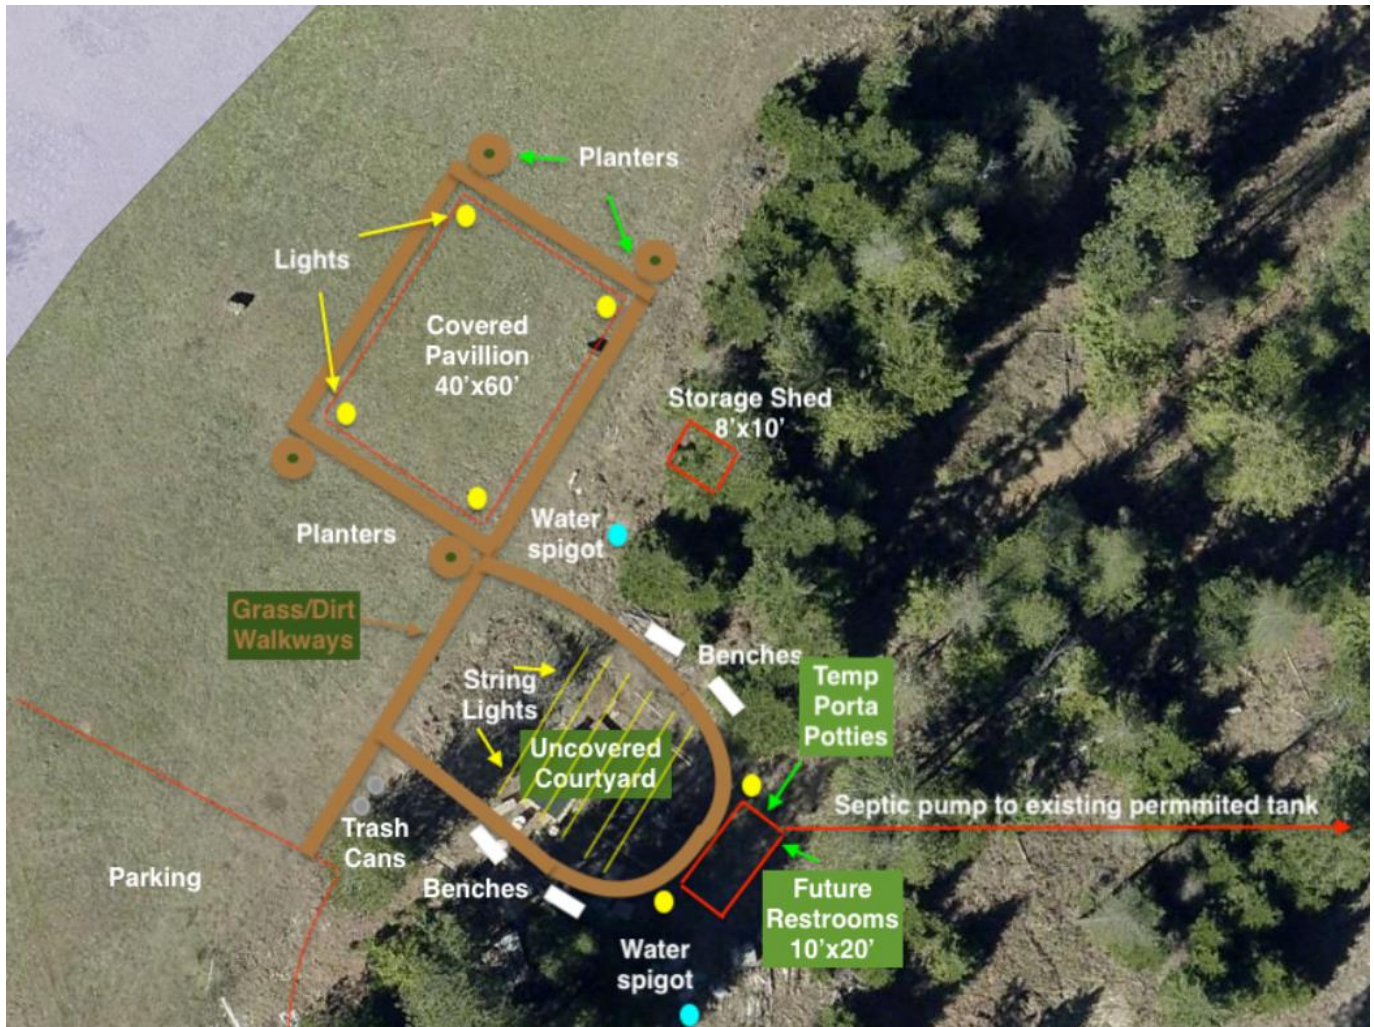 Planters
Lights
Covered
Pavillion
40'x60'
Storage Shed
8'x10'
Water
spigot
Planters
Grass/Dirt
Walkways
Benches
String
Lights
Temp
Porta
Potties
Uncovered
Courtyard
Septic pump to existing permmited tank
Trash
Cans
Parking
Benches
Future
Restrooms
10'x20'
Water
spigot